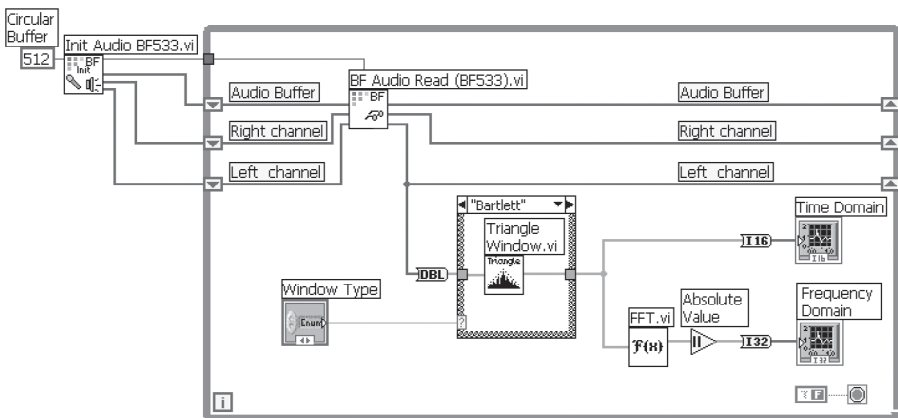 Circular
Buffer
512
Init Audio BF533.vi
BF
Init
BF Audio Read (BF533).vi
BF
Audio Buffer
Audio Buffer
Right channel
Right channel
Left channel
Left channel
"Bartlett"
Triangle
Window.vi
Triangle
DBL
Window Type
Enum
?
Time Domain
I16
I16
FFT.vi
F(x)
Absolute
Value
I32
Frequency
Domain
I32
F
i